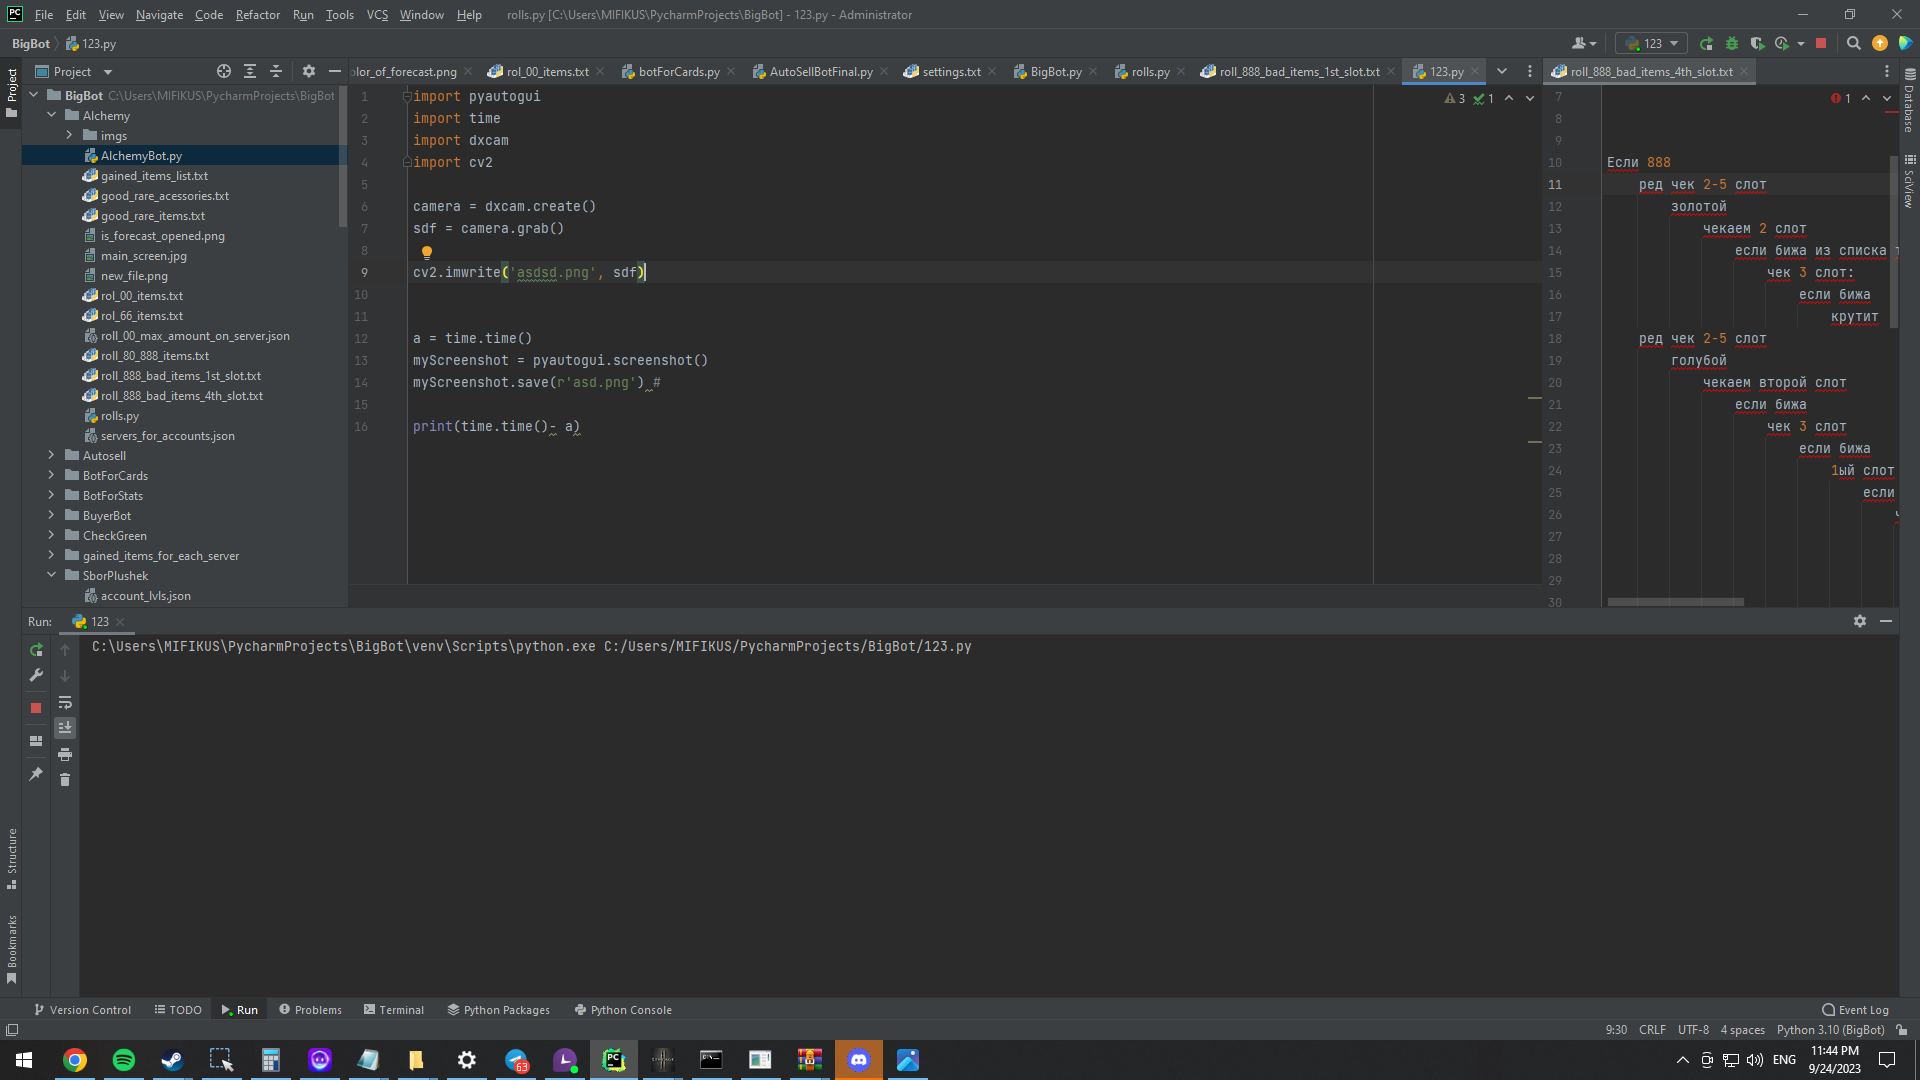 PC File Edit View Navigate Code Refactor Run Tools VCS Window Help rolls.py [C:\Users\MIFIKUS\PycharmProjects\BigBot] - 123.py - Administrator
BigBot 123.py
123
Project
olor_of_forecast.png rol_00_items.txt botForCards.py AutoSellBotFinal.py settings.txt BigBot.py rolls.py roll_888_bad_items_1st_slot.txt 123.py roll_888_bad_items_4th_slot.txt
Project
BigBot C:\Users\MIFIKUS\PycharmProjects\BigBot
Alchemy
imgs
AlchemyBot.py
gained_items_list.txt
good_rare_acessories.txt
good_rare_items.txt
is_forecast_opened.png
main_screen.jpg
new_file.png
rol_00_items.txt
rol_66_items.txt
roll_00_max_amount_on_server.json
roll_80_888_items.txt
roll_888_bad_items_1st_slot.txt
roll_888_bad_items_4th_slot.txt
rolls.py
servers_for_accounts.json
Autosell
BotForCards
BotForStats
BuyerBot
CheckGreen
gained_items_for_each_server
SborPlushek
account_lvls.json
1 import pyautogui
2 import time
3 import dxcam
4 import cv2
5
6 camera = dxcam.create()
7 sdf = camera.grab()
8
9 cv2.imwrite('asdsd.png', sdf)
10
11
12 a = time.time()
13 myScreenshot = pyautogui.screenshot()
14 myScreenshot.save(r'asd.png') #
15
16 print(time.time()- a)
3 1
7
8
9
10 Если 888
11 ред чек 2-5 слот
12 золотой
13 чекаем 2 слот
14 если бижа из списка
15 чек 3 слот:
16 если бижа
17 крутит
18 ред чек 2-5 слот
19 голубой
20 чекаем второй слот
21 если бижа
22 чек 3 слот
23 если бижа
24 1ый слот
25 если
26
27
28
29
30
1
Database
SciView
Run: 123
C:\Users\MIFIKUS\PycharmProjects\BigBot\venv\Scripts\python.exe C:/Users/MIFIKUS/PycharmProjects/BigBot/123.py
Structure
Bookmarks
Version Control TODO Run Problems Terminal Python Packages Python Console Event Log
9:30 CRLF UTF-8 4 spaces Python 3.10 (BigBot)
63
PC
ENG
11:44 PM
9/24/2023